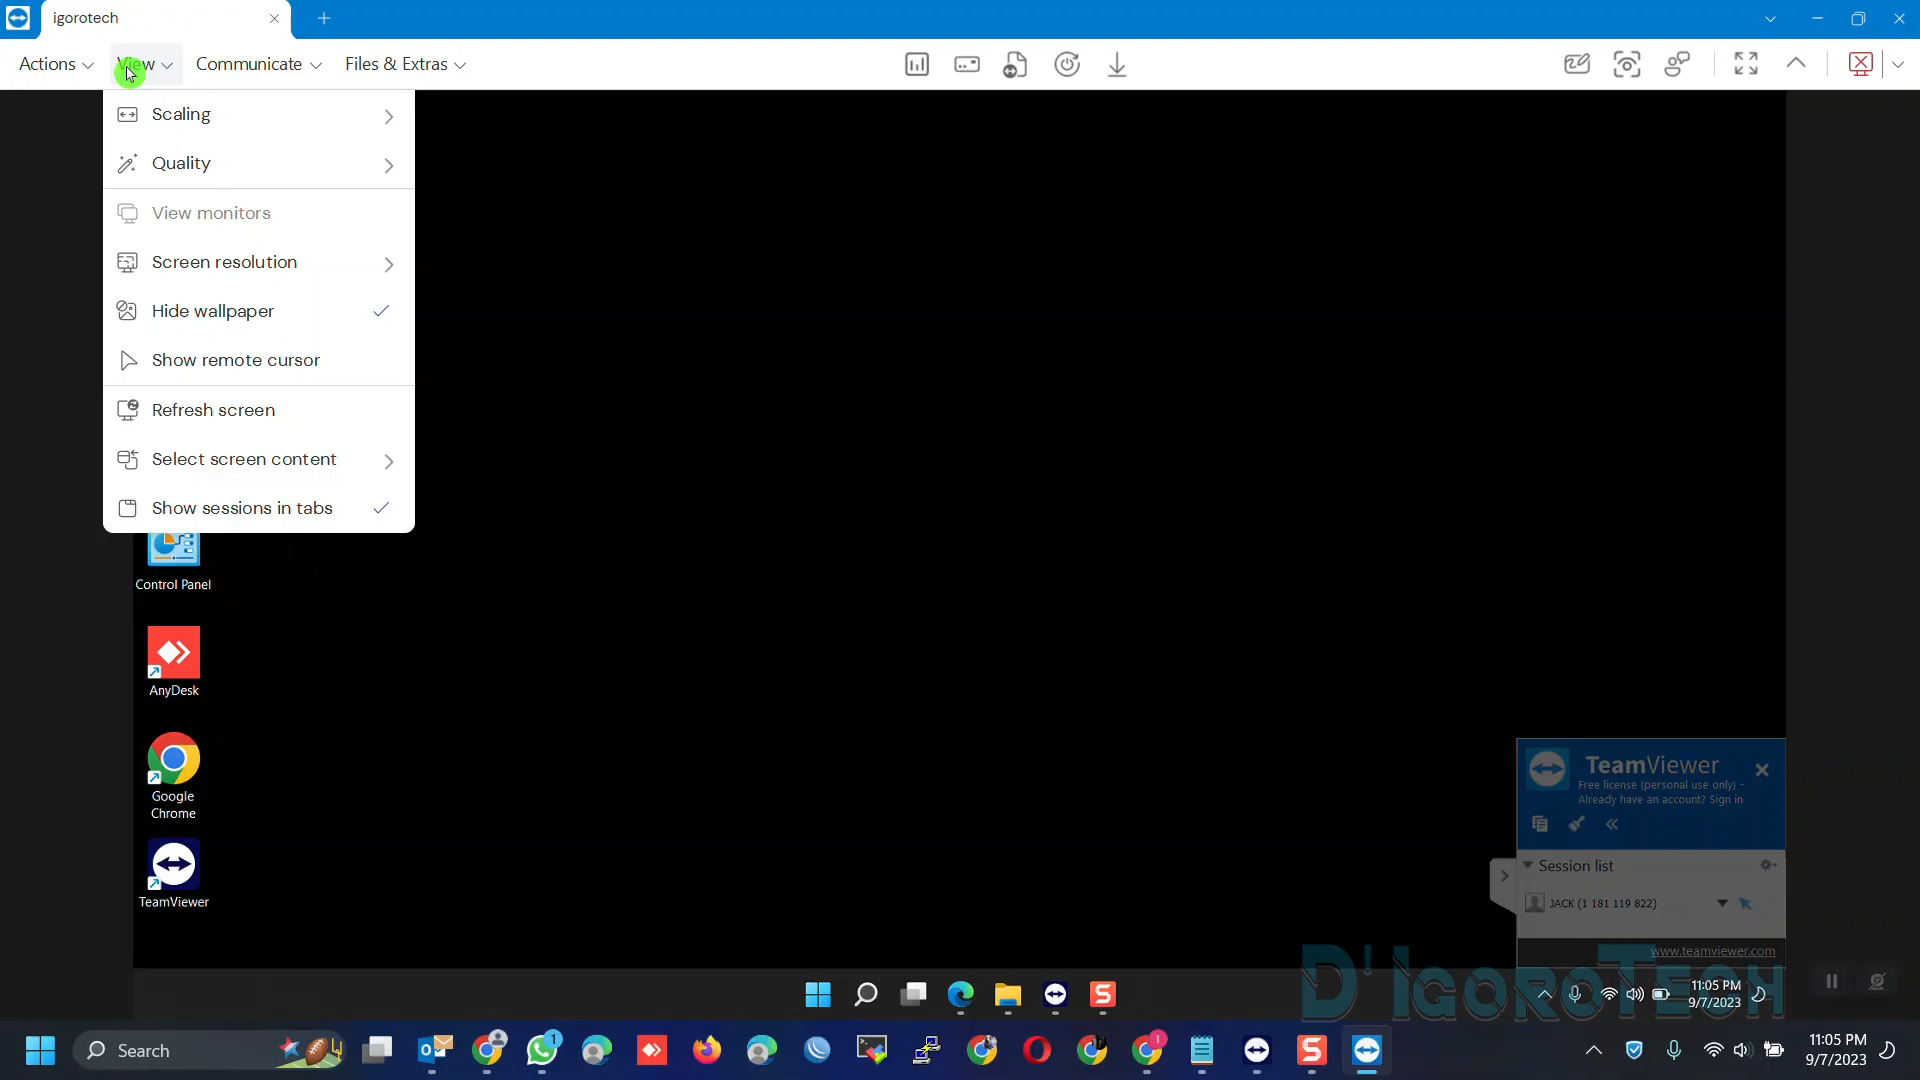 igorotech
Actions View Communicate Files & Extras
Scaling
Quality
View monitors
Screen resolution
Hide wallpaper
Show remote cursor
Refresh screen
Select screen content
Show sessions in tabs
Control Panel
AnyDesk
Google
Chrome
TeamViewer
TeamViewer
Free license (personal use only) -
Already have an account? Sign in
Session list
JACK (1 181 119 822)
www.teamviewer.com
D'IgoroTech
11:05 PM
9/7/2023
Search
1
11:05 PM
9/7/2023